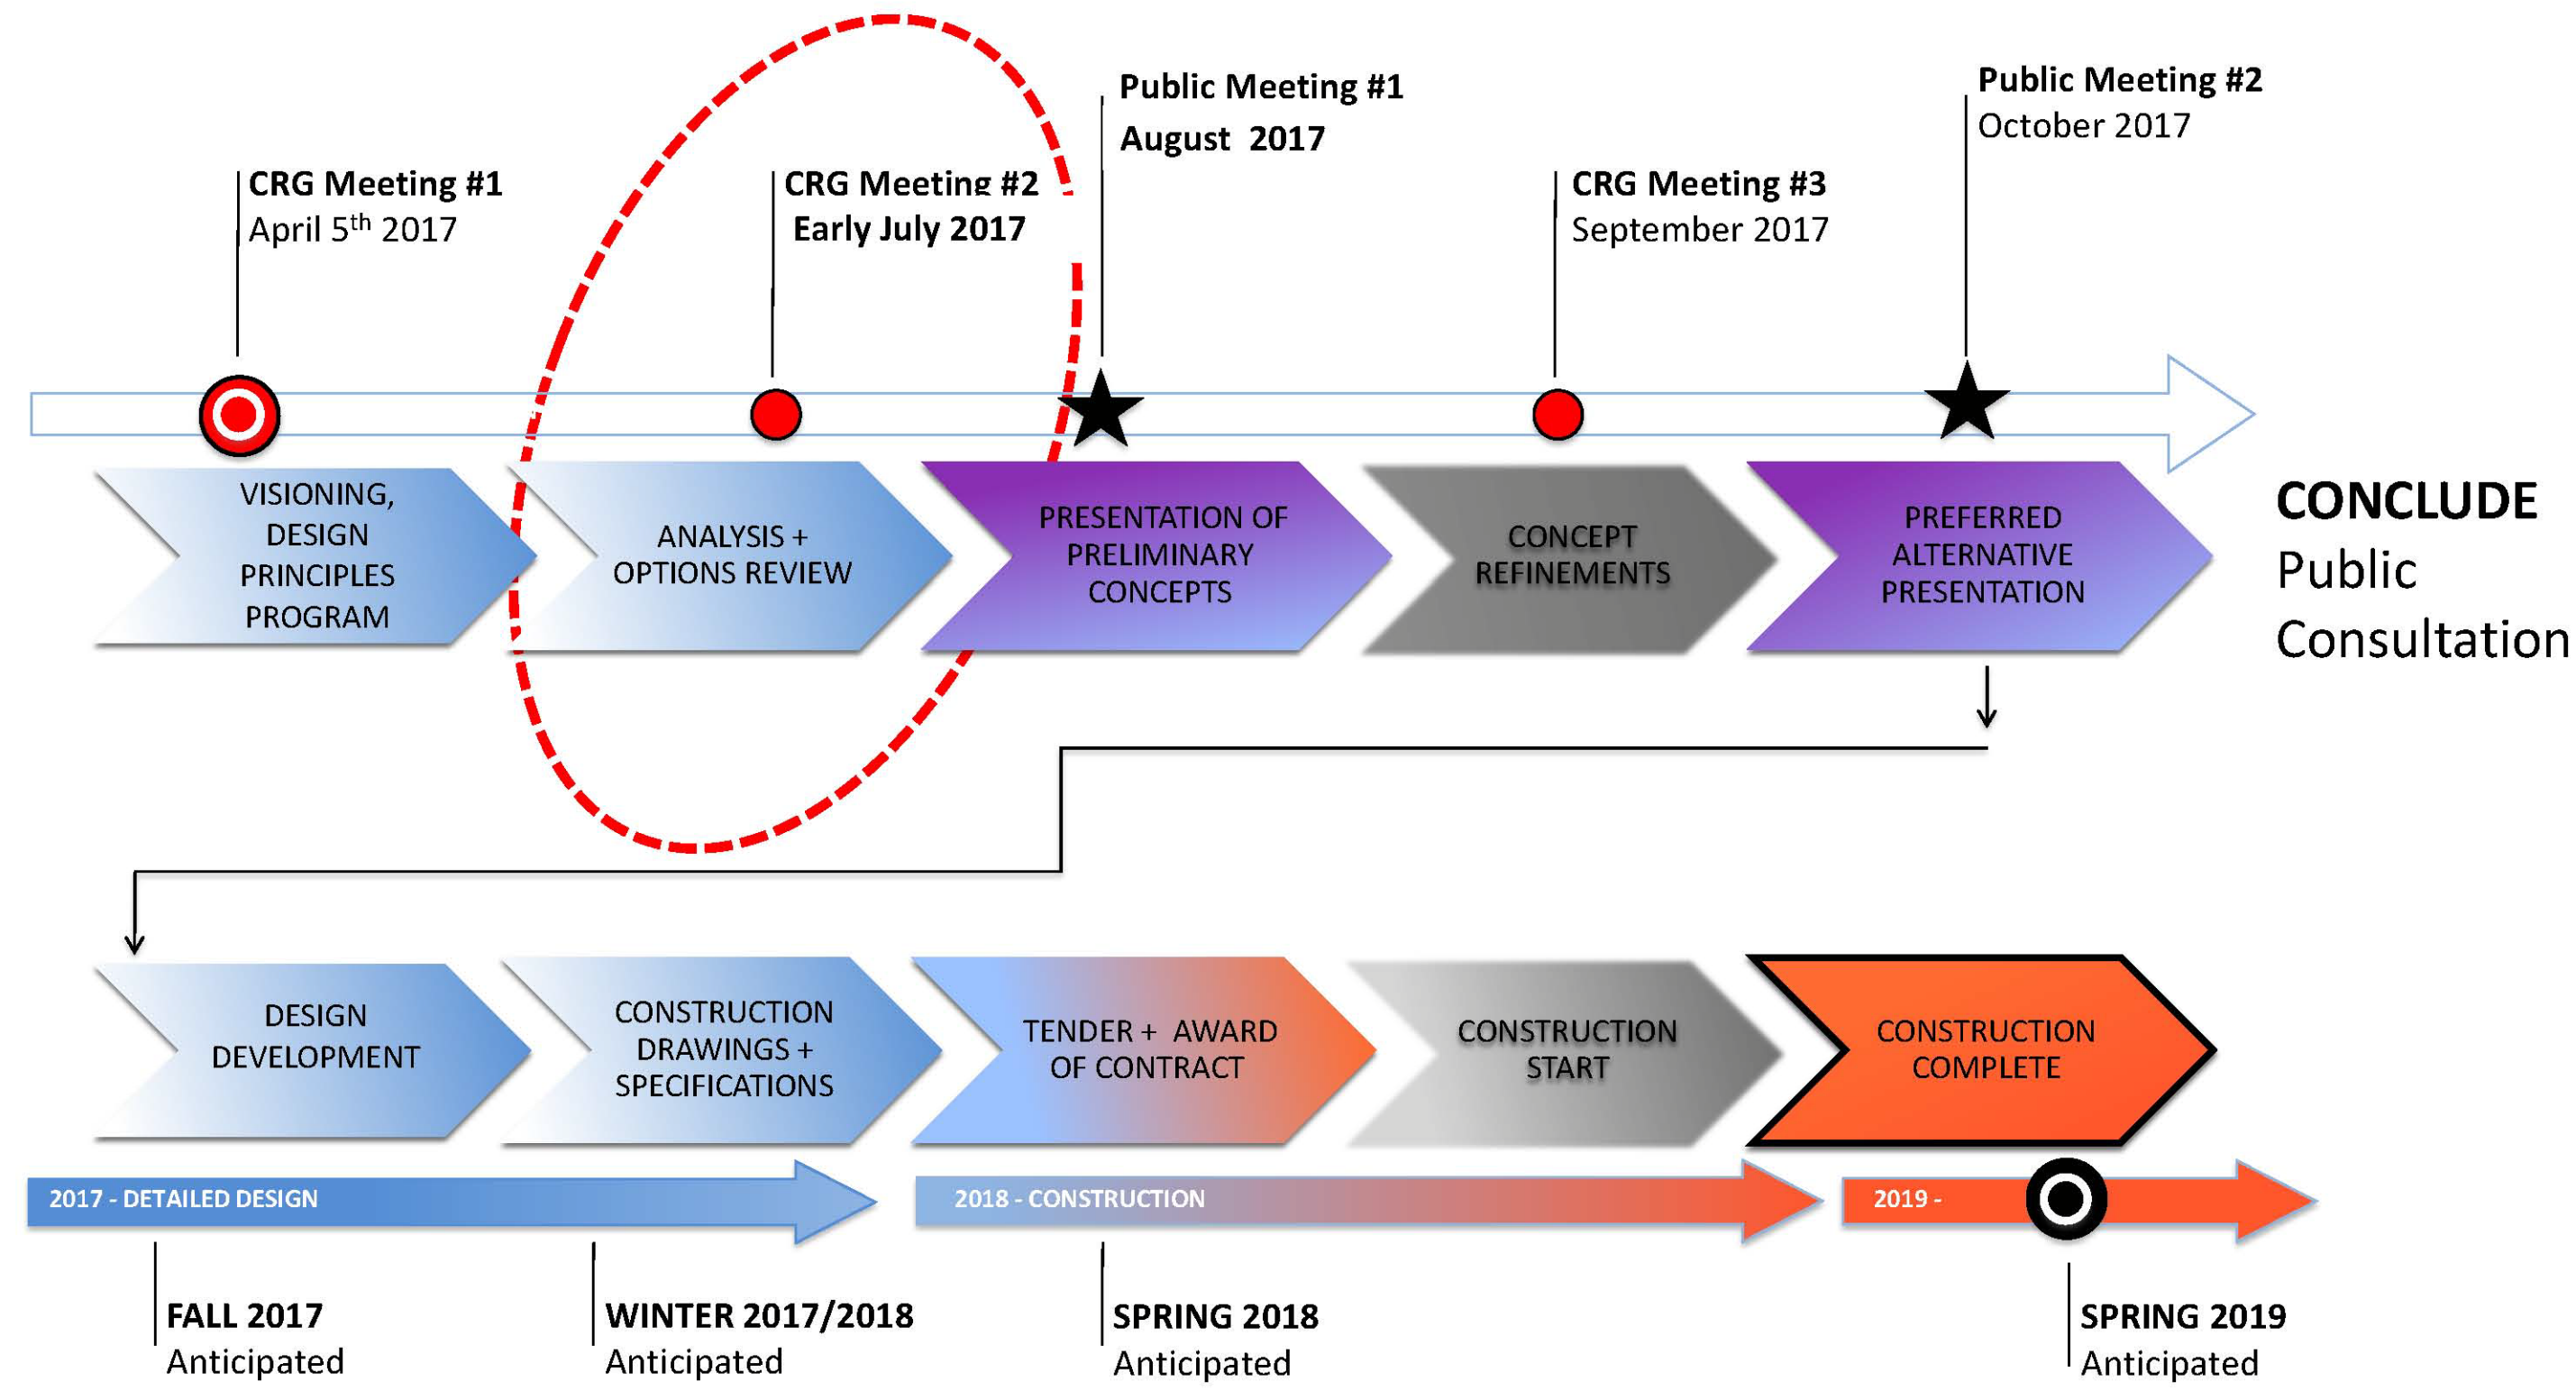 Public Meeting #1
August 2017
Public Meeting #2
October 2017
CRG Meeting #1
April 5th 2017
CRG Meeting #2
Early July 2017
CRG Meeting #3
September 2017
VISIONING,
DESIGN
PRINCIPLES
PROGRAM
ANALYSIS +
OPTIONS REVIEW
PRESENTATION OF
PRELIMINARY
CONCEPTS
CONCEPT
REFINEMENTS
PREFERRED
ALTERNATIVE
PRESENTATION
CONCLUDE
Public
Consultation
DESIGN
DEVELOPMENT
CONSTRUCTION
DRAWINGS +
SPECIFICATIONS
TENDER + AWARD
OF CONTRACT
CONSTRUCTION
START
CONSTRUCTION
COMPLETE
2017 - DETAILED DESIGN
2018 - CONSTRUCTION
2019 -
FALL 2017
Anticipated
WINTER 2017/2018
Anticipated
SPRING 2018
Anticipated
SPRING 2019
Anticipated